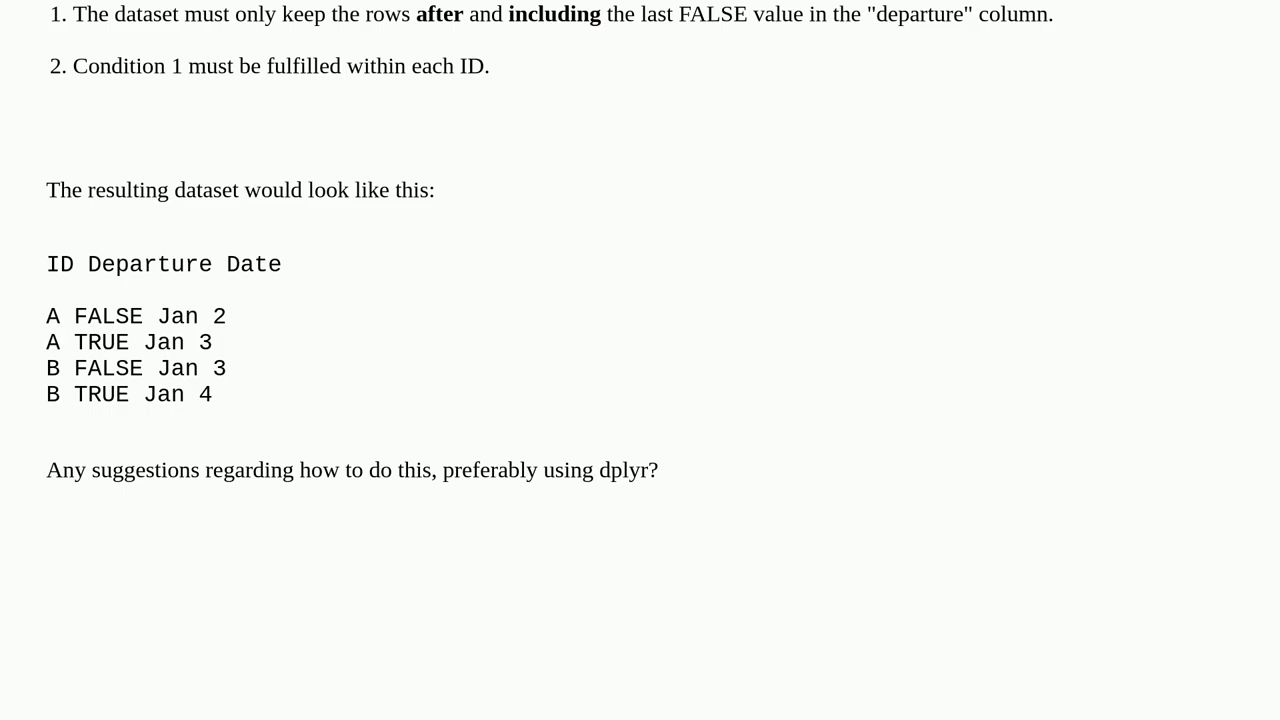 1. The dataset must only keep the rows after and including the last FALSE value in the "departure" column.
2. Condition 1 must be fulfilled within each ID.
The resulting dataset would look like this:
ID Departure Date
A FALSE Jan 2
A TRUE Jan 3
B FALSE Jan 3
B TRUE Jan 4
Any suggestions regarding how to do this, preferably using dplyr?